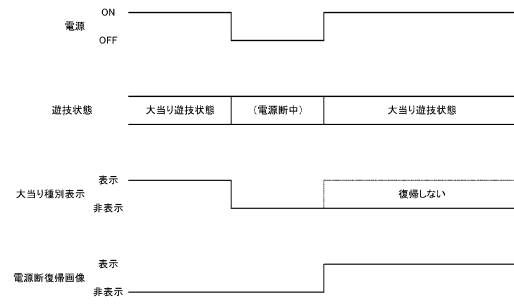 ON
電源
OFF
遊技状態
大当り遊技状態
(電源断中)
大当り遊技状態
表示
大当り種別表示
復帰しない
非表示
表示
電源断復帰画像
非表示